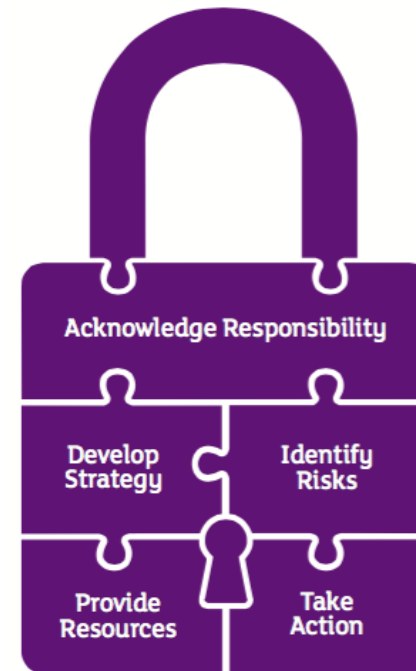 Acknowledge Responsibility
Develop
Strategy
Identify
Risks
Provide
Resources
Take
Action